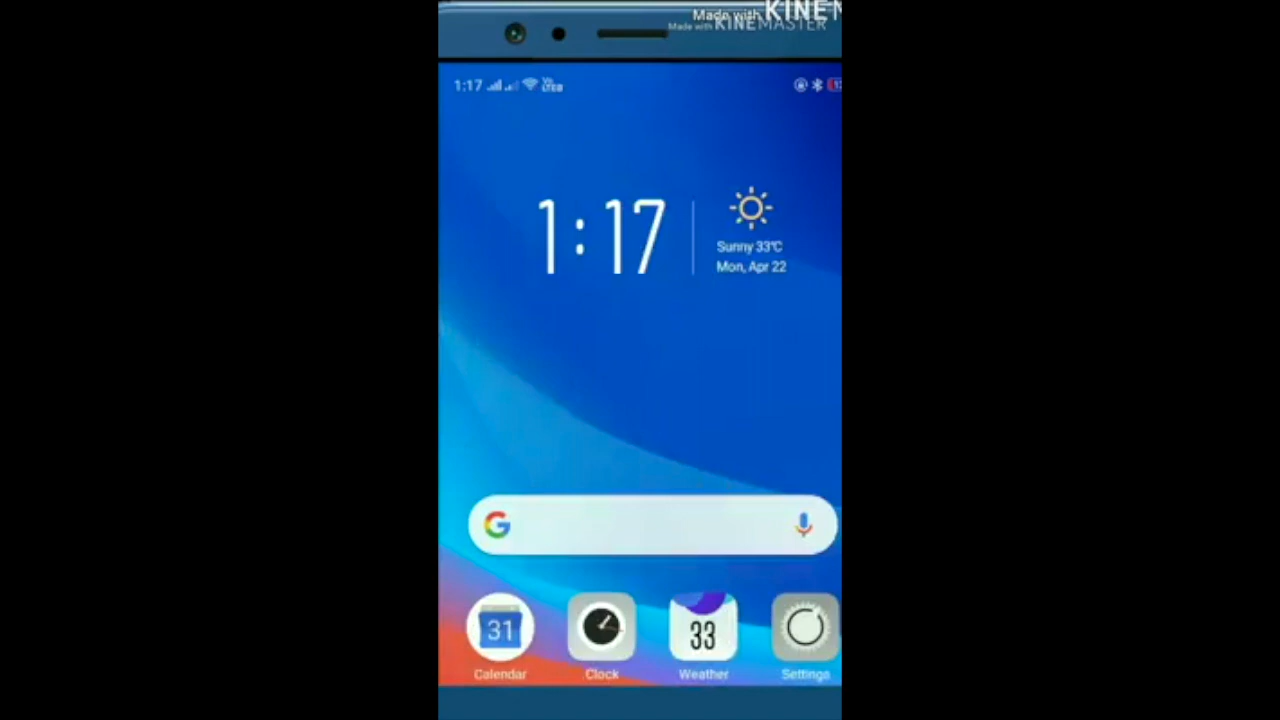 Made with KINEM
Made with KINEMASTER
1:17
1:17
Sunny 33℃
Mon, Apr 22
G
31
33
Calendar
Clock
Weather
Settings